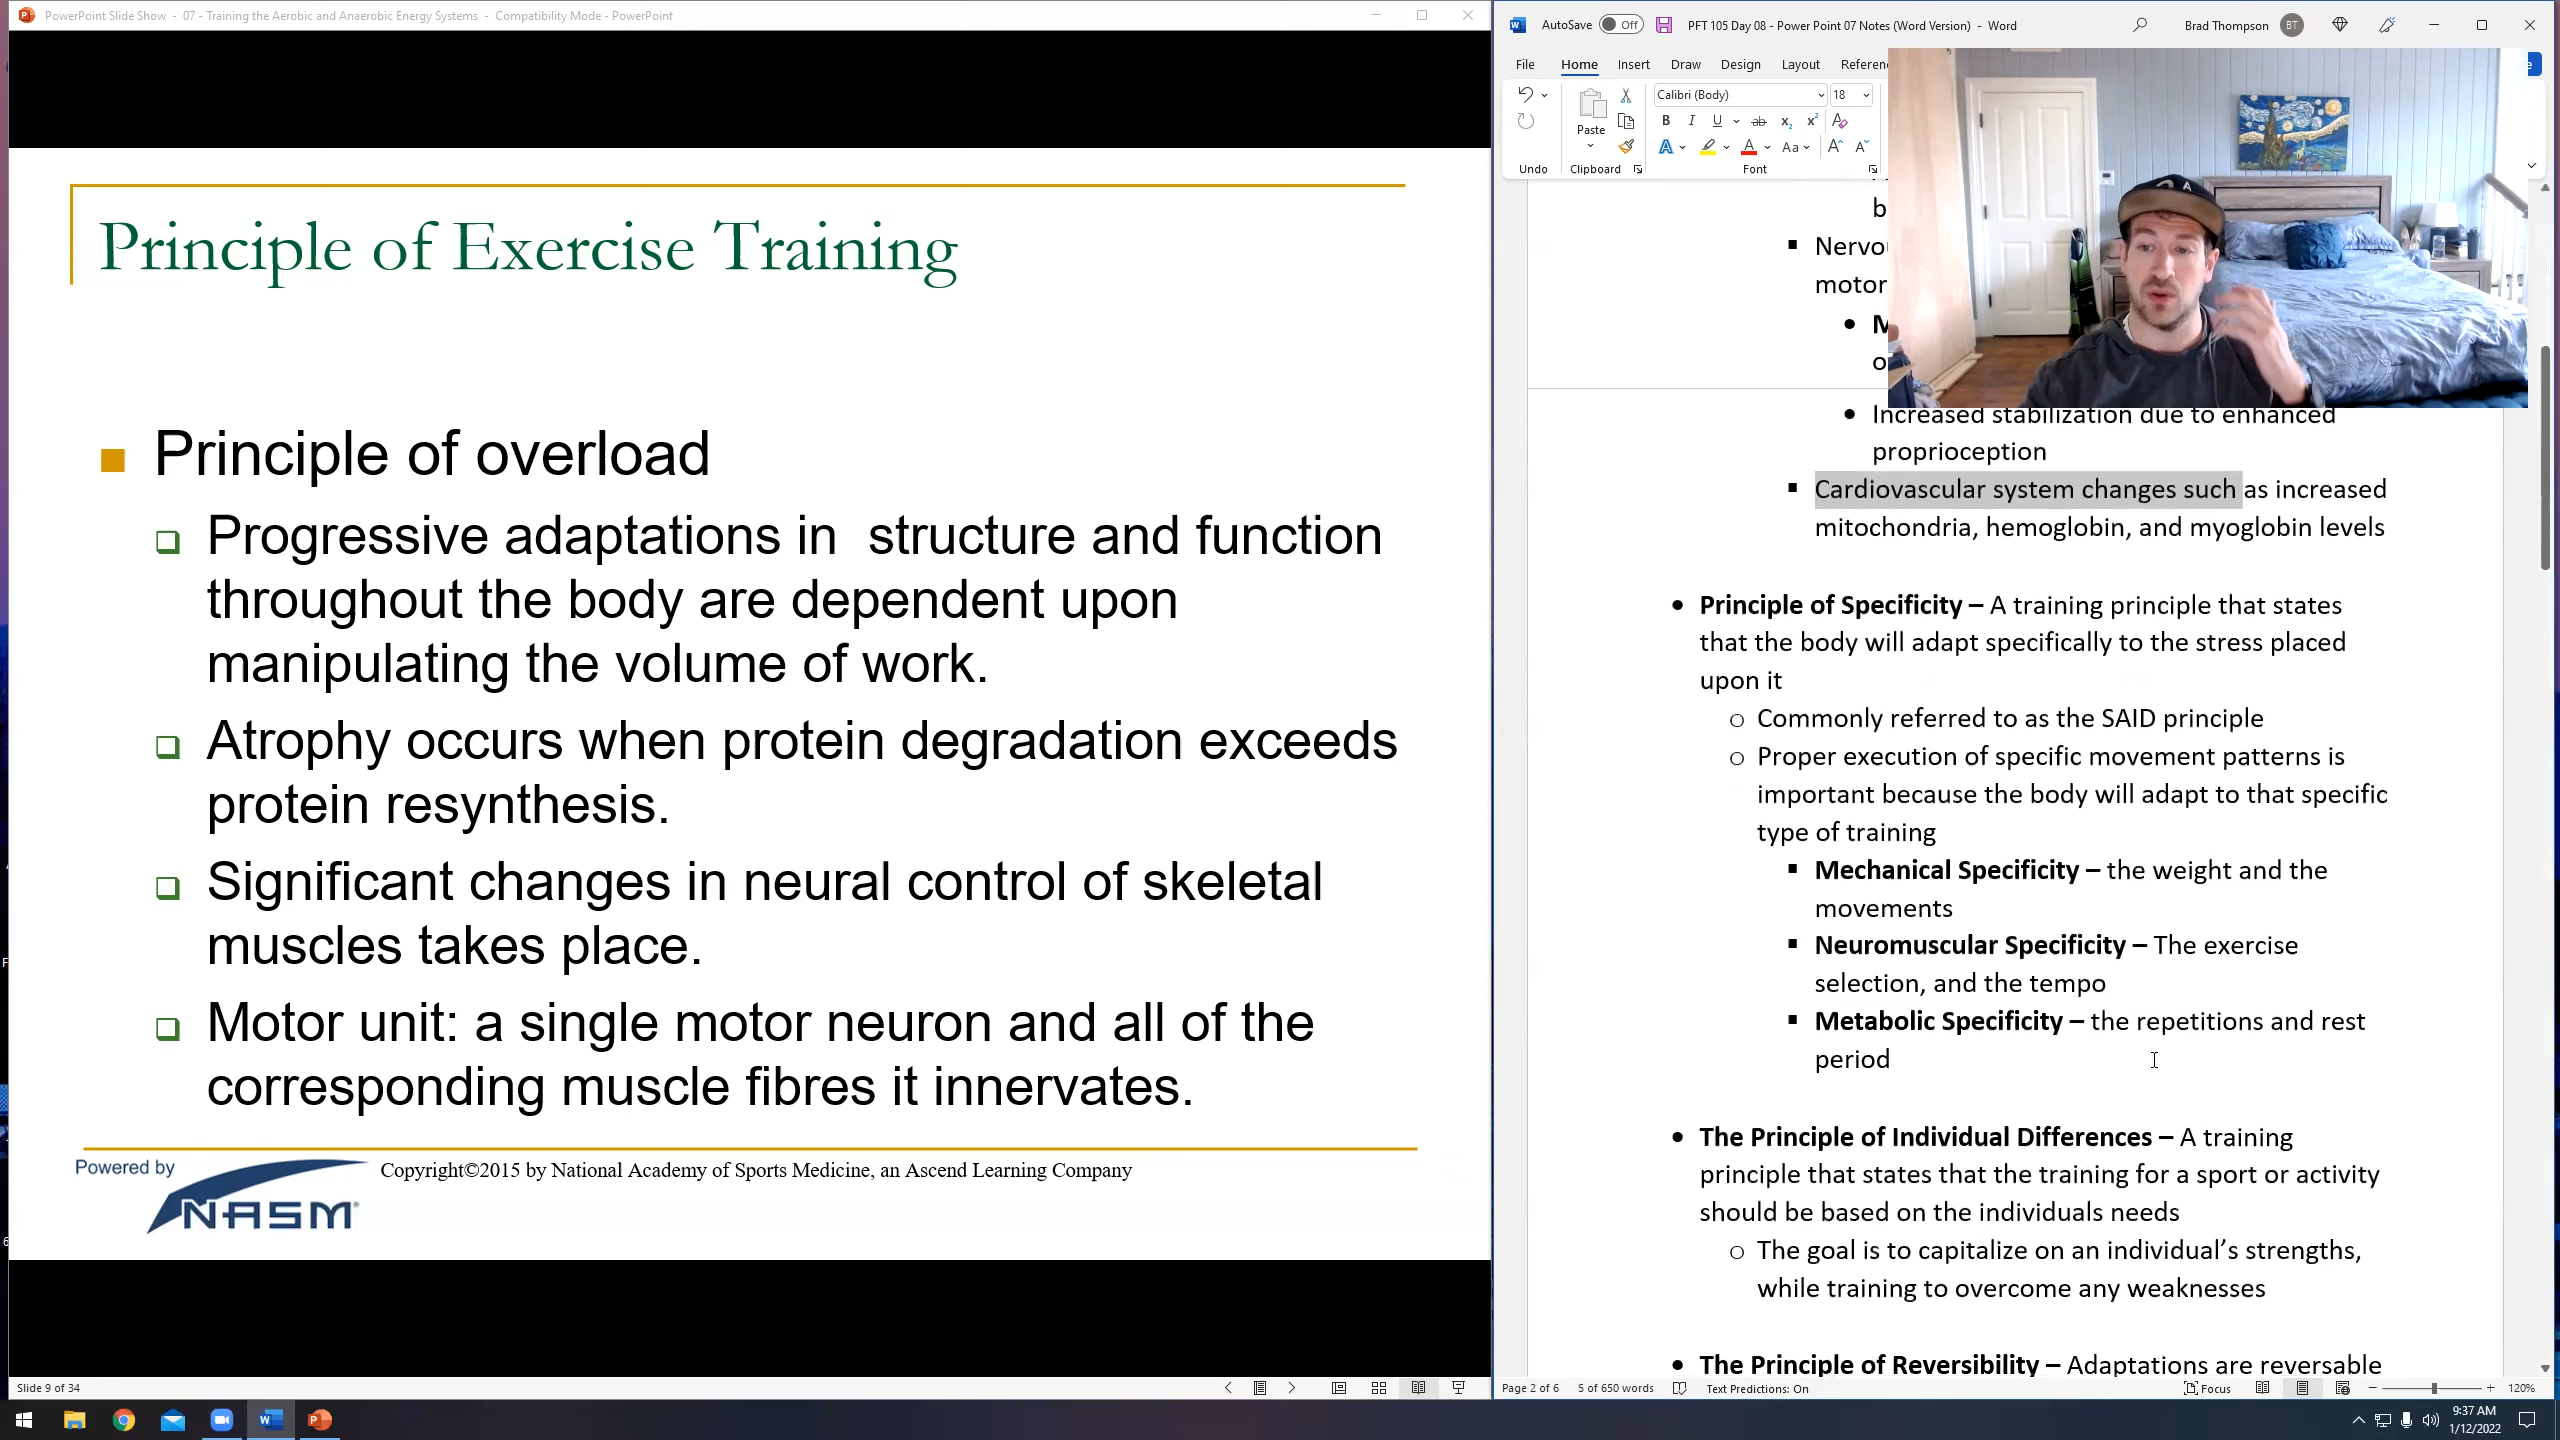 PowerPoint Slide Show - 07 - Training the Aerobic and Anaerobic Energy Systems - Compatibility Mode - PowerPoint
Principle of Exercise Training
Principle of overload
Progressive adaptations in structure and function
throughout the body are dependent upon
manipulating the volume of work.
Atrophy occurs when protein degradation exceeds
protein resynthesis.
Significant changes in neural control of skeletal
muscles takes place.
Motor unit: a single motor neuron and all of the
corresponding muscle fibres it innervates.
Powered by
NASM
Copyright©2015 by National Academy of Sports Medicine, an Ascend Learning Company
Slide 9 of 34
AutoSave Off PFT 105 Day 08 - Power Point 07 Notes (Word Version) - Word Brad Thompson BT
File Home Insert Draw Design Layout Referenc
Calibri (Body) 18
Paste
B I U ab x₂ x² A
A A Aa A A
Undo Clipboard Font
b
Nervou
motor
M
o
Increased stabilization due to enhanced
proprioception
Cardiovascular system changes such as increased
mitochondria, hemoglobin, and myoglobin levels
Principle of Specificity – A training principle that states
that the body will adapt specifically to the stress placed
upon it
o Commonly referred to as the SAID principle
o Proper execution of specific movement patterns is
important because the body will adapt to that specific
type of training
Mechanical Specificity – the weight and the
movements
Neuromuscular Specificity – The exercise
selection, and the tempo
Metabolic Specificity – the repetitions and rest
period
The Principle of Individual Differences – A training
principle that states that the training for a sport or activity
should be based on the individuals needs
o The goal is to capitalize on an individual's strengths,
while training to overcome any weaknesses
The Principle of Reversibility – Adaptations are reversable
Page 2 of 6 5 of 650 words Text Predictions: On Focus 120%
9:37 AM
1/12/2022